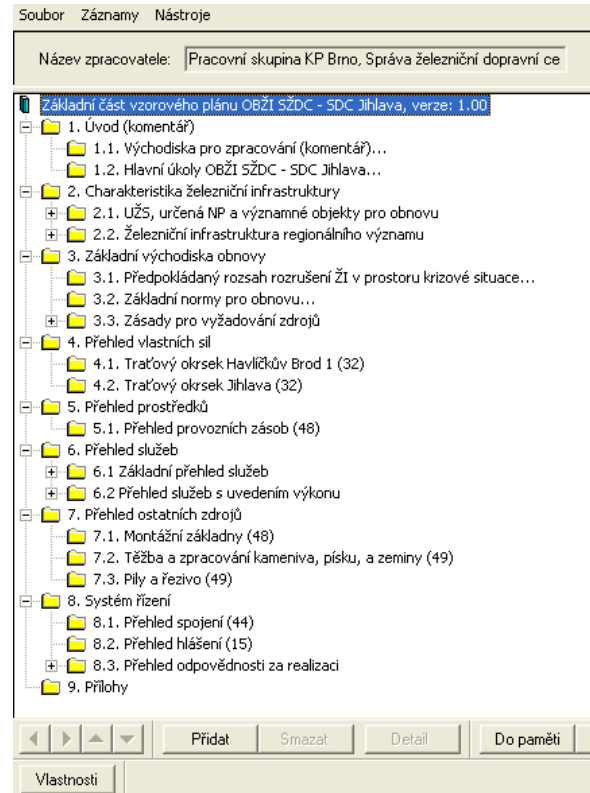 Soubor Záznamy Nástroje
Název zpracovatele: Pracovní skupina KP Brno, Správa železniční dopravní ce
Základní část vzorového plánu OBŽI SŽDC - SDC Jihlava, verze: 1.00
1. Úvod (komentář)
1.1. Východiska pro zpracování (komentář)...
1.2. Hlavní úkoly OBŽI SŽDC - SDC Jihlava...
2. Charakteristika železniční infrastruktury
2.1. UŽS, určená NP a významné objekty pro obnovu
2.2. Železniční infrastruktura regionálního významu
3. Základní východiska obnovy
3.1. Předpokládaný rozsah rozrušení ŽI v prostoru krizové situace...
3.2. Základní normy pro obnovu...
3.3. Zásady pro vyžadování zdrojů
4. Přehled vlastních sil
4.1. Traťový okrsek Havlíčkův Brod 1 (32)
4.2. Traťový okrsek Jihlava (32)
5. Přehled prostředků
5.1. Přehled provozních zásob (48)
6. Přehled služeb
6.1 Základní přehled služeb
6.2 Přehled služeb s uvedením výkonu
7. Přehled ostatních zdrojů
7.1. Montážní základny (48)
7.2. Těžba a zpracování kameniva, písku, a zeminy (49)
7.3. Pily a řezivo (49)
8. Systém řízení
8.1. Přehled spojení (44)
8.2. Přehled hlášení (15)
8.3. Přehled odpovědnosti za realizaci
9. Přílohy
Přidat Smazat Detail Do paměti
Vlastnosti